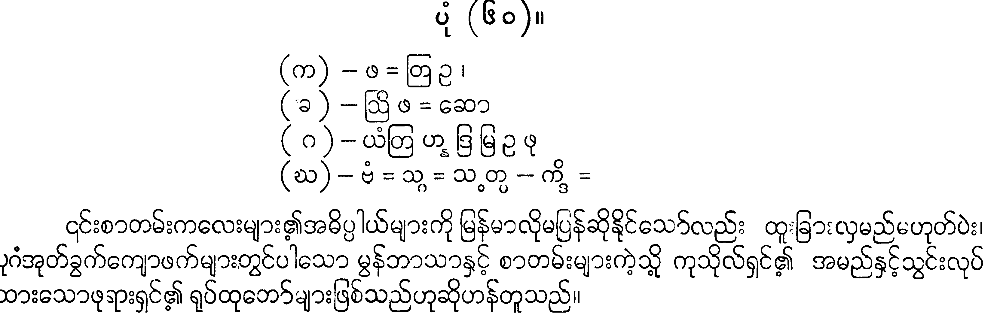 ပုံ (၆၀)။
(က) – ဖ = တြ ဥ ၊
(ခ) – သြိ ဖ = ဆော
(ဂ) – ယံတြ ဟ္န ဒြ မြ ဥ ဖု
(ဃ) – ဗံ = သ္ဂ = သ ့တ္ပ – က္ဒိ =
၎င်းစာတမ်းကလေးများ၏အဓိပ္ပါယ်များကို မြန်မာလိုမပြန်ဆိုနိုင်သော်လည်း ထူးခြားလှမည်မဟုတ်ပဲး၊
ပုဂံအုတ်ခွက်ကျောဖက်များတွင်ပါသော မွန်ဘာသာနှင့် စာတမ်းများကဲ့သို့ ကုသိုလ်ရှင်၏ အမည်နှင့်သွင်းလုပ်
ထားသောဖုရားရှင်၏ ရုပ်ထုတော်များဖြစ်သည်ဟုဆိုဟန်တူသည်။